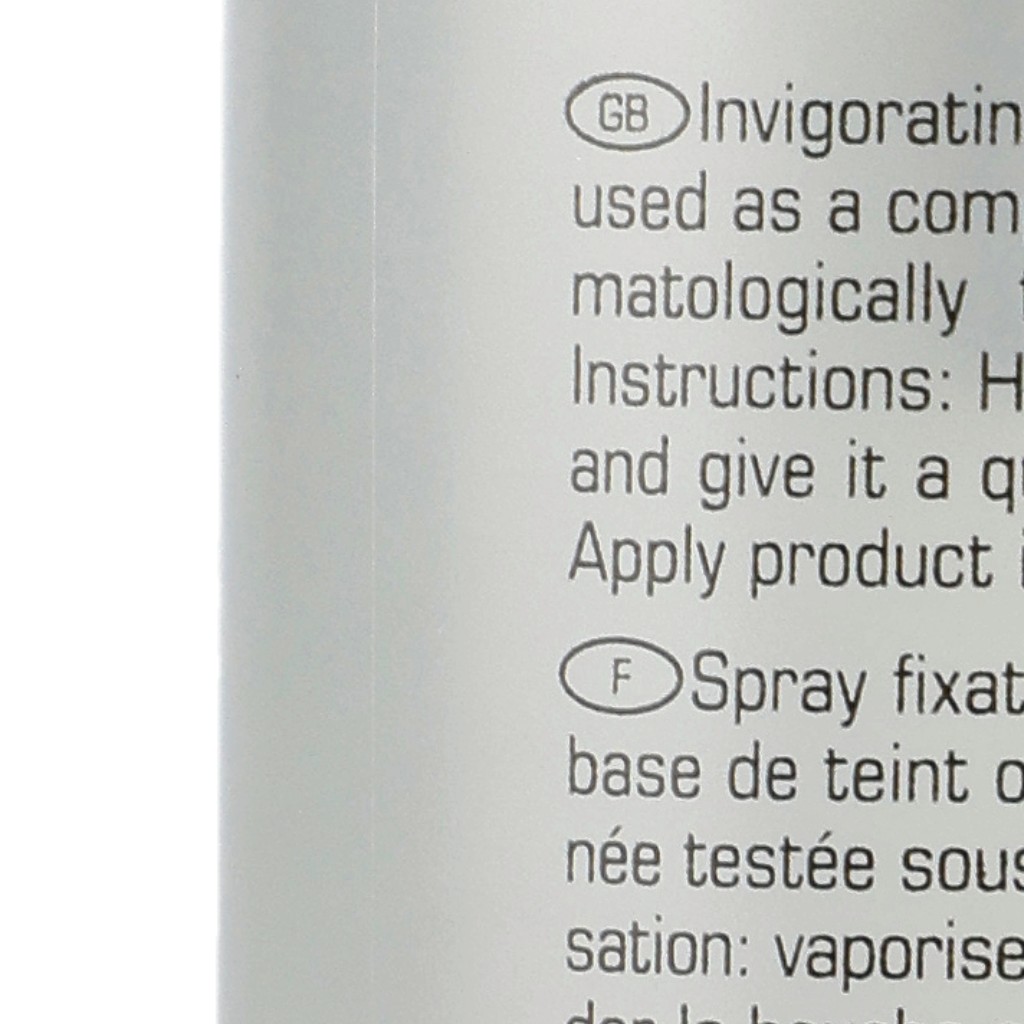 GB Invigoratin
used as a com
matologically
Instructions: H
and give it a
Apply product
F Spray fixat
base de teint o
née testée sous
sation: vaporise